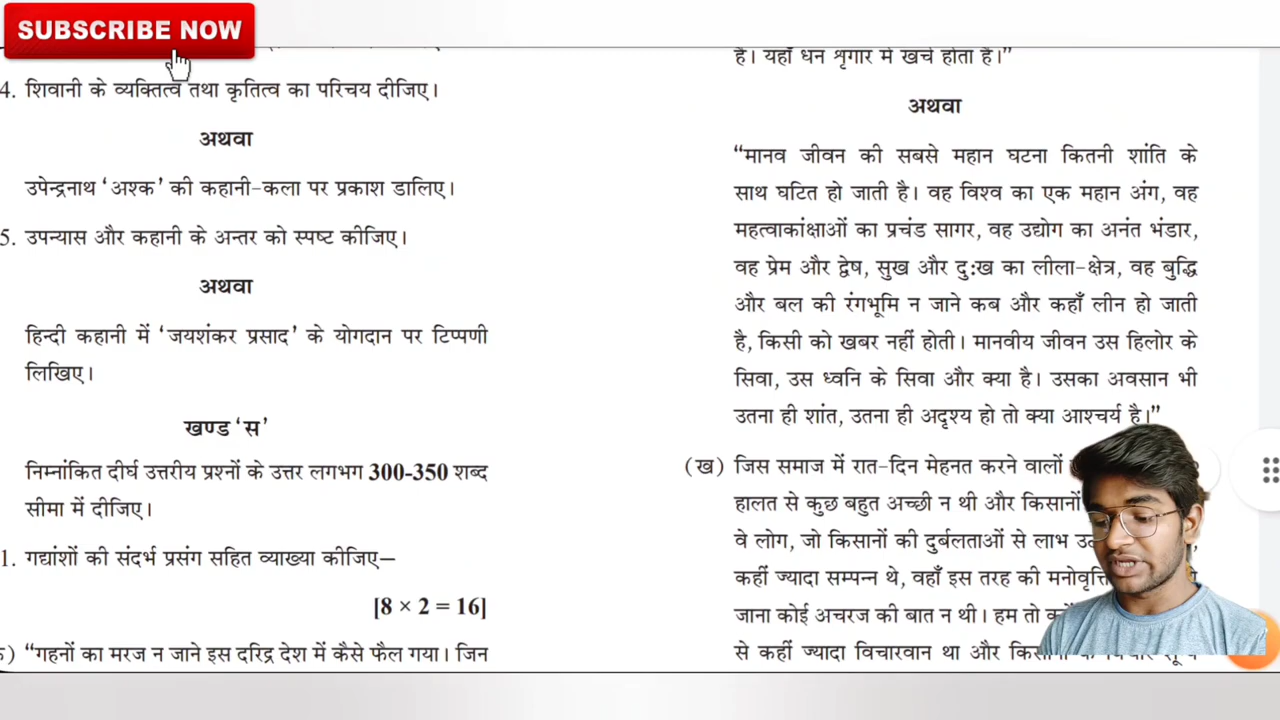 SUBSCRIBE NOW
4. शिवानी के व्यक्तित्व तथा कृतित्व का परिचय दीजिए।
अथवा
उपेन्द्रनाथ ‘अश्क’ की कहानी-कला पर प्रकाश डालिए।
5. उपन्यास और कहानी के अन्तर को स्पष्ट कीजिए।
अथवा
हिन्दी कहानी में ‘जयशंकर प्रसाद’ के योगदान पर टिप्पणी
लिखिए।
खण्ड ‘स’
निम्नांकित दीर्घ उत्तरीय प्रश्नों के उत्तर लगभग 300-350 शब्द
सीमा में दीजिए।
1. गद्यांशों की संदर्भ प्रसंग सहित व्याख्या कीजिए–
[8 × 2 = 16]
) “गहनों का मरज न जाने इस दरिद्र देश में कैसे फैल गया। जिन
है। यहाँ धन शृगार में खर्च होता है।”
अथवा
“मानव जीवन की सबसे महान घटना कितनी शांति के
साथ घटित हो जाती है। वह विश्व का एक महान अंग, वह
महत्वाकांक्षाओं का प्रचंड सागर, वह उद्योग का अनंत भंडार,
वह प्रेम और द्वेष, सुख और दुःख का लीला-क्षेत्र, वह बुद्धि
और बल की रंगभूमि न जाने कब और कहाँ लीन हो जाती
है, किसी को खबर नहीं होती। मानवीय जीवन उस हिलोर के
सिवा, उस ध्वनि के सिवा और क्या है। उसका अवसान भी
उतना ही शांत, उतना ही अदृश्य हो तो क्या आश्चर्य है।”
(ख) जिस समाज में रात-दिन मेहनत करने वालों
हालत से कुछ बहुत अच्छी न थी और किसानों
वे लोग, जो किसानों की दुर्बलताओं से लाभ
कहीं ज्यादा सम्पन्न थे, वहाँ इस तरह की
जाना कोई अचरज की बात न थी। हम तो
से कहीं ज्यादा विचारवान था और